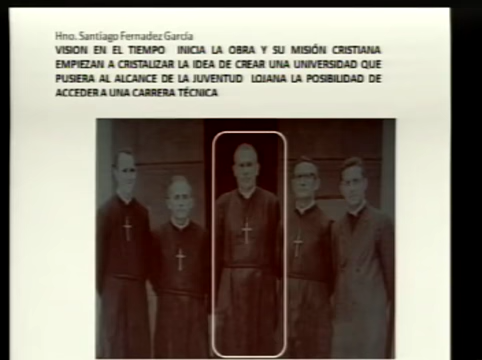 Hno. Santiago Fernadez García
VISION EN EL TIEMPO INICIA LA OBRA Y SU MISIÓN CRISTIANA
EMPIEZAN A CRISTALIZAR LA IDEA DE CREAR UNA UNIVERSIDAD QUE
PUSIERA AL ALCANCE DE LA JUVENTUD LOJANA LA POSIBILIDAD DE
ACCEDER A UNA CARRERA TÉCNICA